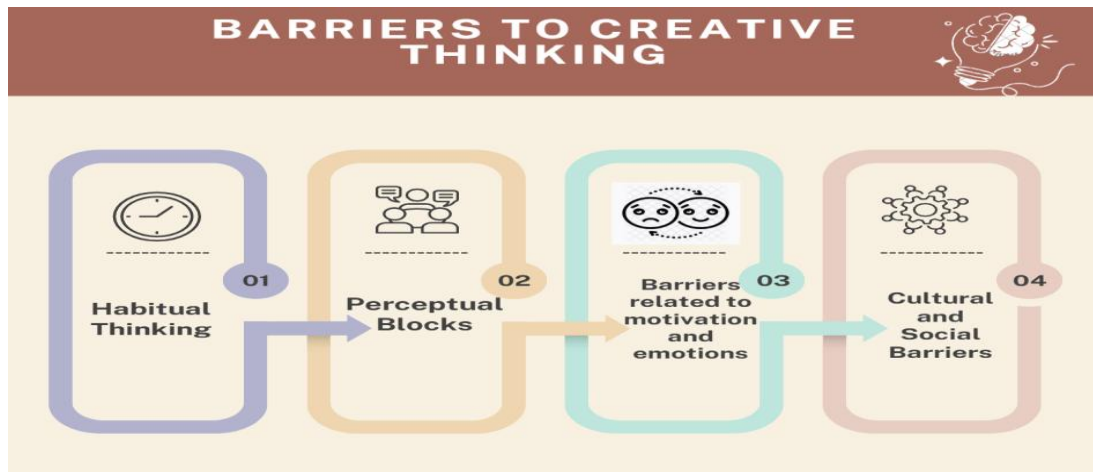 BARRIERS TO CREATIVE
THINKING
01
Habitual
Thinking
02
Perceptual
Blocks
03
Barriers
related to
motivation
and
emotions
04
Cultural
and
Social
Barriers